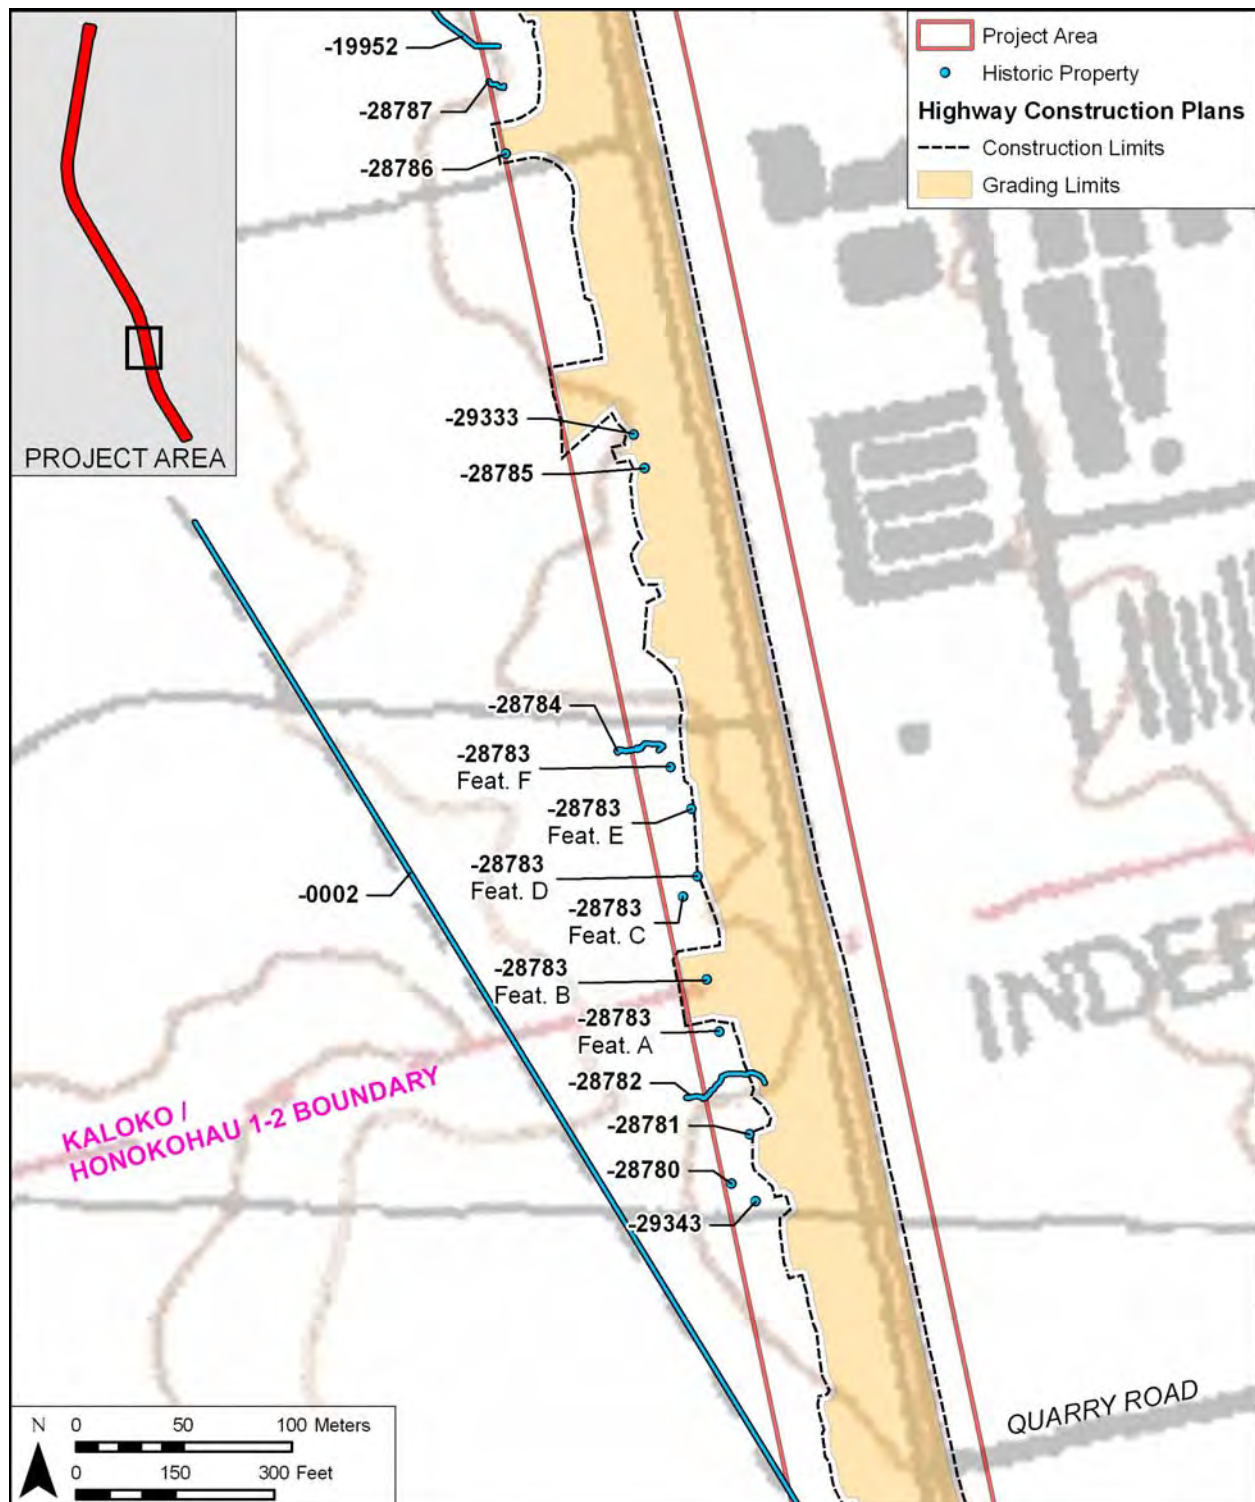 -19952
-28787
-28786
Project Area
Historic Property
Highway Construction Plans
Construction Limits
Grading Limits
PROJECT AREA
-29333
-28785
-28784
-28783
Feat. F
-28783
Feat. E
-28783
Feat. D
-0002
-28783
Feat. C
-28783
Feat. B
-28783
Feat. A
-28782
-28781
-28780
-29343
KALOKO /
HONOKOHAU 1-2 BOUNDARY
INDEP
QUARRY ROAD
N
0 50 100 Meters
0 150 300 Feet